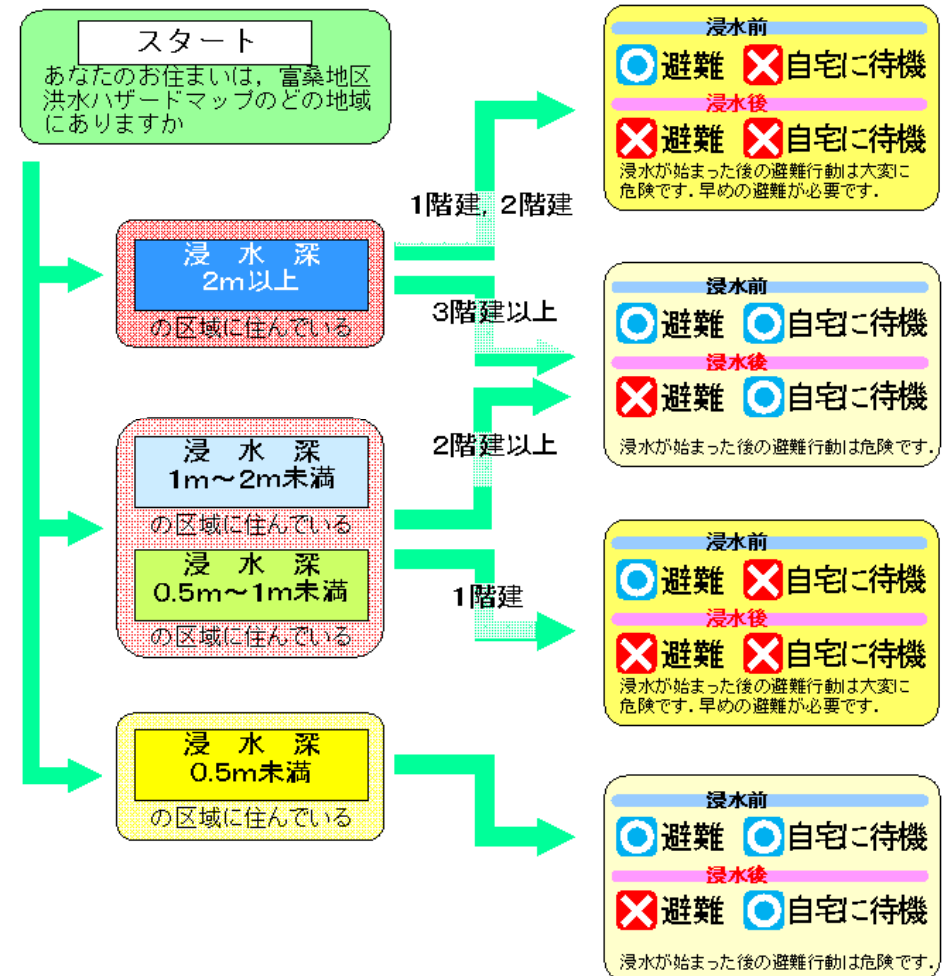 スタート
あなたのお住まいは，富桑地区
洪水ハザードマップのどの地域
にありますか
浸水深
2m以上
の区域に住んでいる
1階建，2階建
3階建以上
浸水深
1m～2m未満
の区域に住んでいる
浸水深
0.5m～1m未満
の区域に住んでいる
2階建以上
1階建
浸水深
0.5m未満
の区域に住んでいる
浸水前
避難 自宅に待機
浸水後
避難 自宅に待機
浸水が始まった後の避難行動は大変に
危険です．早めの避難が必要です．
浸水前
避難 自宅に待機
浸水後
避難 自宅に待機
浸水が始まった後の避難行動は危険です．
浸水前
避難 自宅に待機
浸水後
避難 自宅に待機
浸水が始まった後の避難行動は大変に
危険です．早めの避難が必要です．
浸水前
避難 自宅に待機
浸水後
避難 自宅に待機
浸水が始まった後の避難行動は危険です．